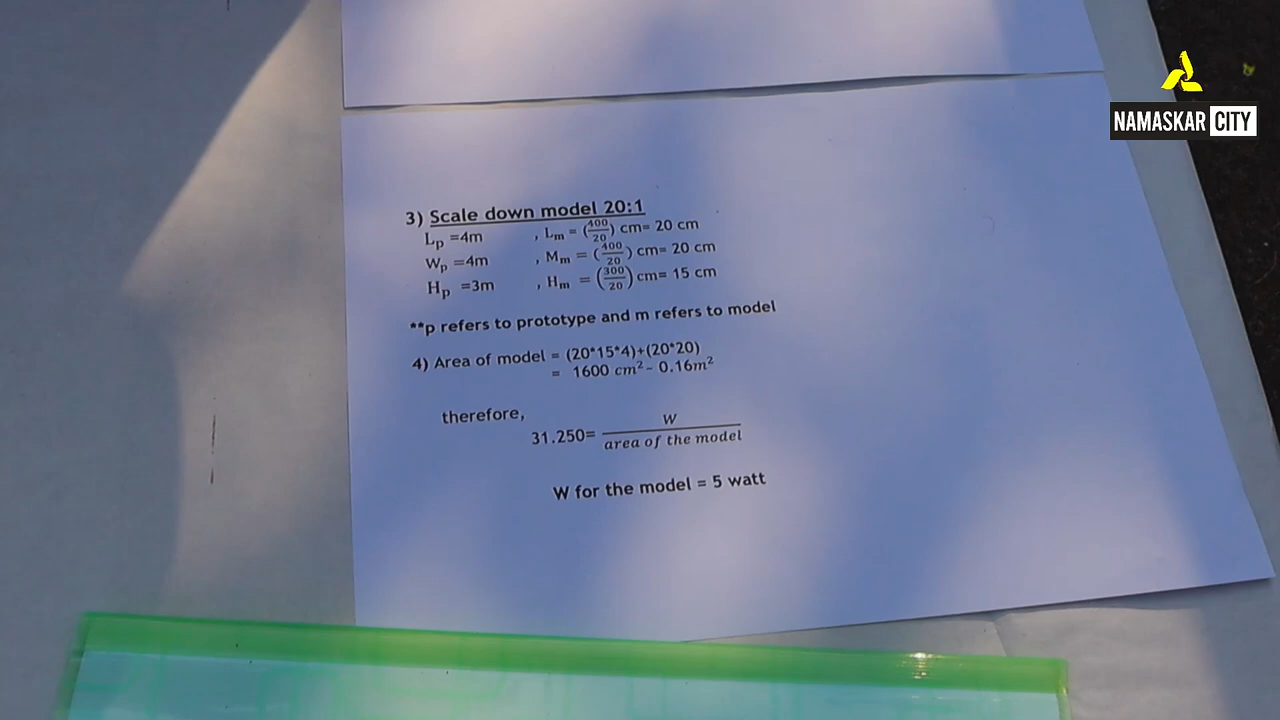 NAMASKAR CITY
3) Scale down model 20:1
Lp =4m , Lm = (400/20) cm= 20 cm
Wp =4m , Mm = (400/20) cm= 20 cm
Hp =3m , Hm = (300/20) cm= 15 cm
**p refers to prototype and m refers to model
4) Area of model = (20*15*4)+(20*20)
= 1600 cm² - 0.16m²
therefore,
31.250= W/area of the model
W for the model = 5 watt